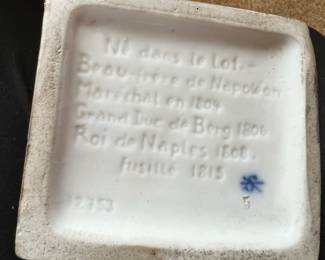 Né dans le Lot.-
Beau-frère de Napoléon
Maréchal en 1804
Grand Duc de Berg 1806
Roi de Naples 1808.
fusillé 1815
12753